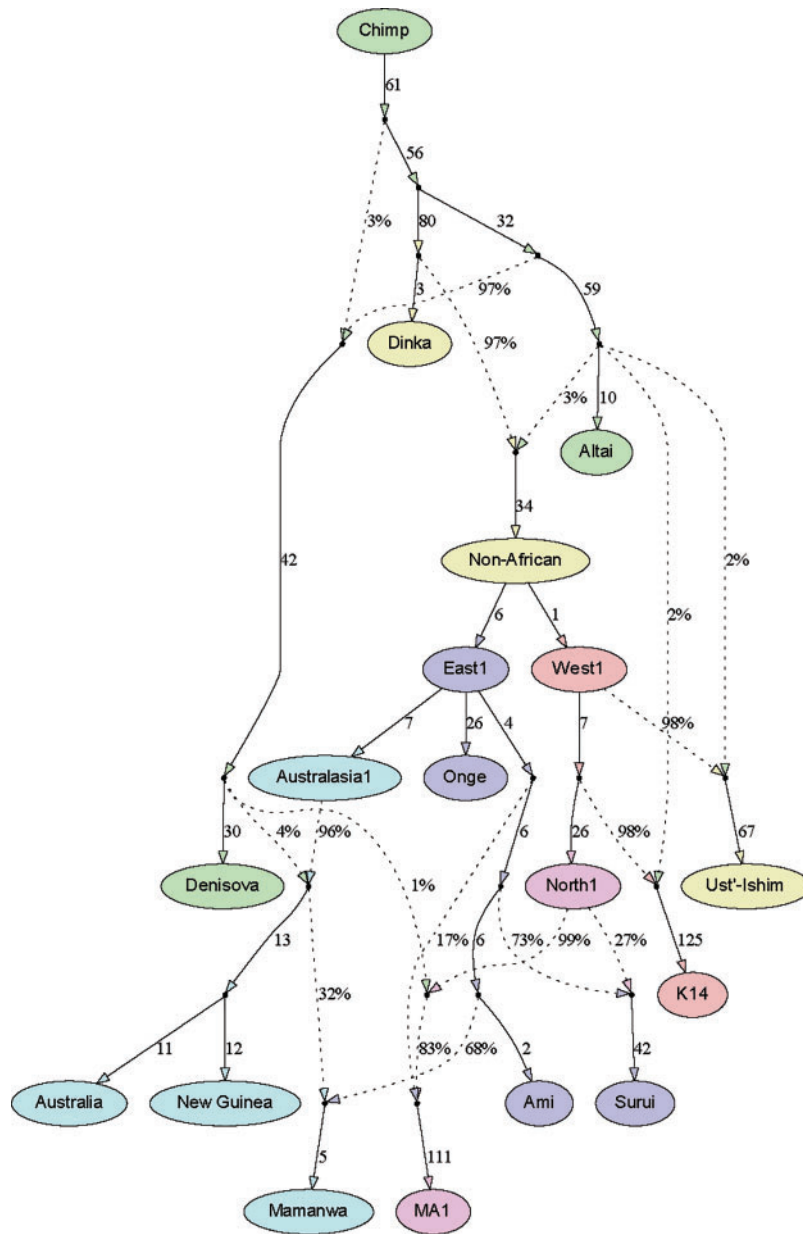 Chimp
61
56
3%
80
32
3
97%
59
Dinka
97%
3%
10
Altai
34
42
Non-African
2%
6
1
2%
East1
West1
7
26
4
7
98%
Australasia1
Onge
30
4%
96%
6
26
98%
67
Denisova
1%
North1
Ust'-Ishim
13
17%
6
73%
99%
27%
125
32%
K14
11
12
83%
68%
2
42
Australia
New Guinea
Ami
Surui
5
111
Mamanwa
MA1